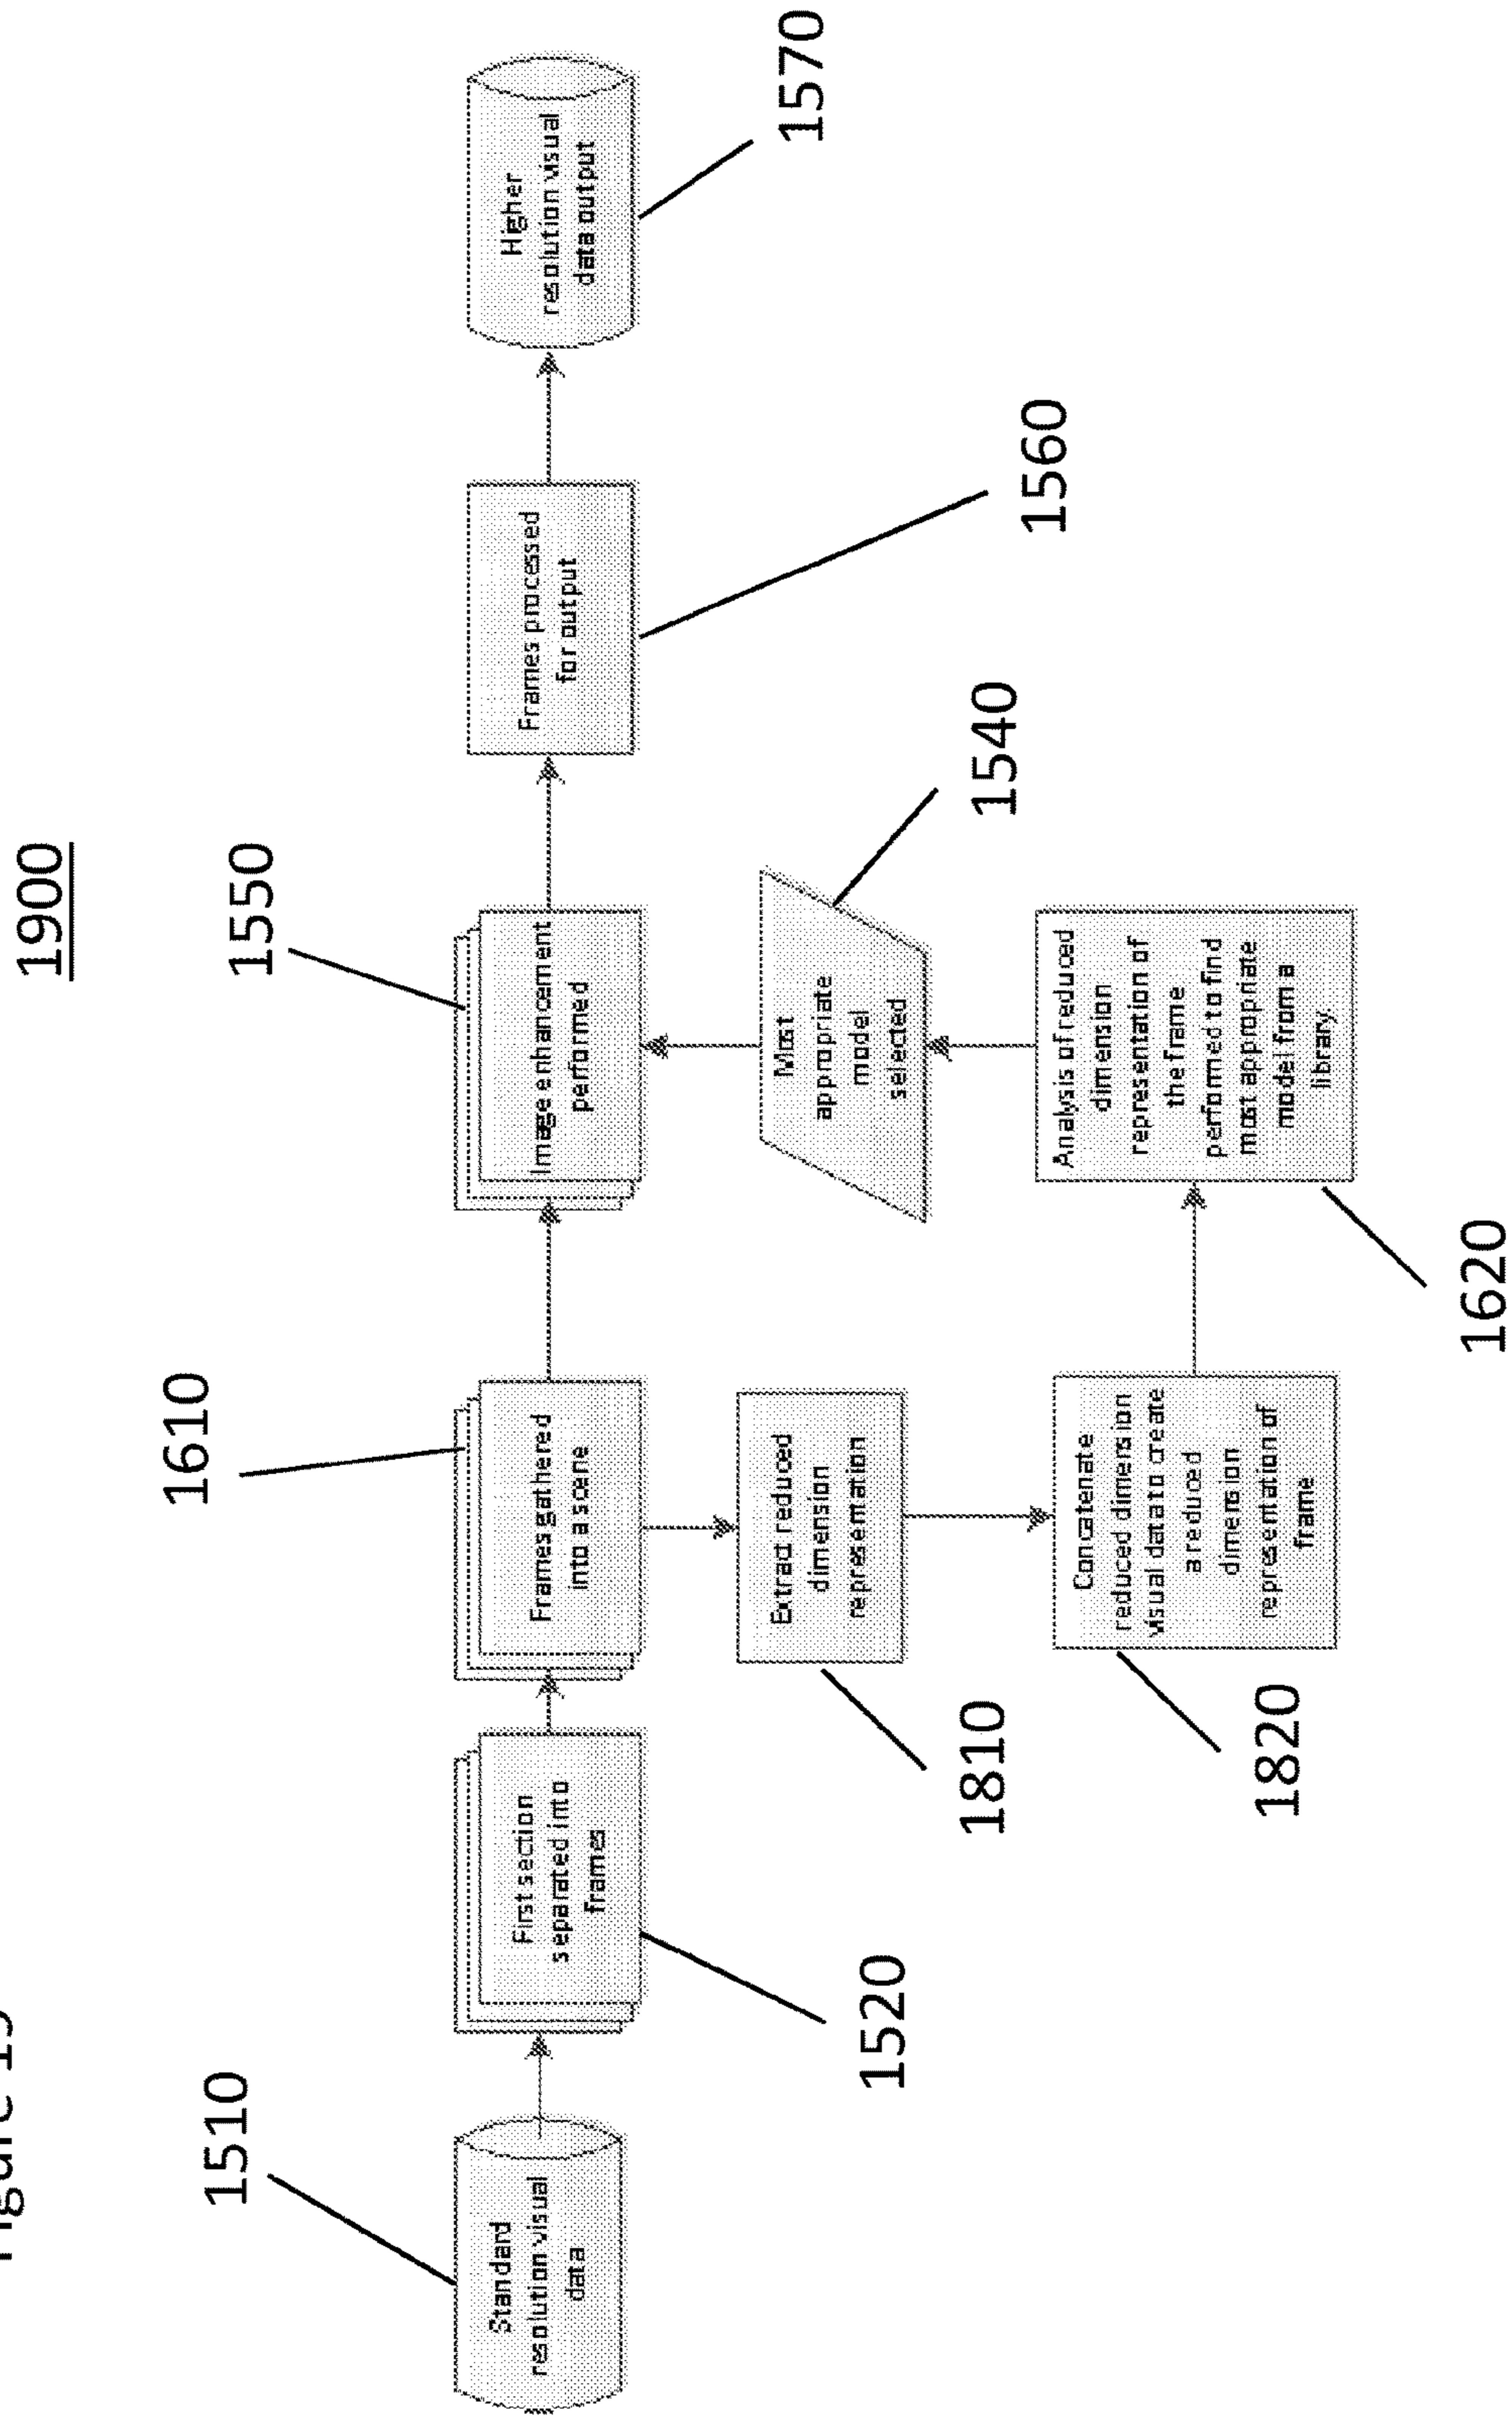 Figure 19
1900
1510
1610
1550
Standard
resolution visual
data
First section
separated into
frames
Frames gathered
into a scene
Image enhancement
performed
Frames processed
for output
Higher
resolution visual
data output
1520
Extract reduced
dimension
representation
Most
appropriate
model
selected
1560
1570
1810
1540
Concatenate
reduced dimension
visual data to create
a reduced
dimension
representation of
frame
Analysis of reduced
dimension
representation of
the frame
performed to find
most appropriate
model from a
library
1820
1620